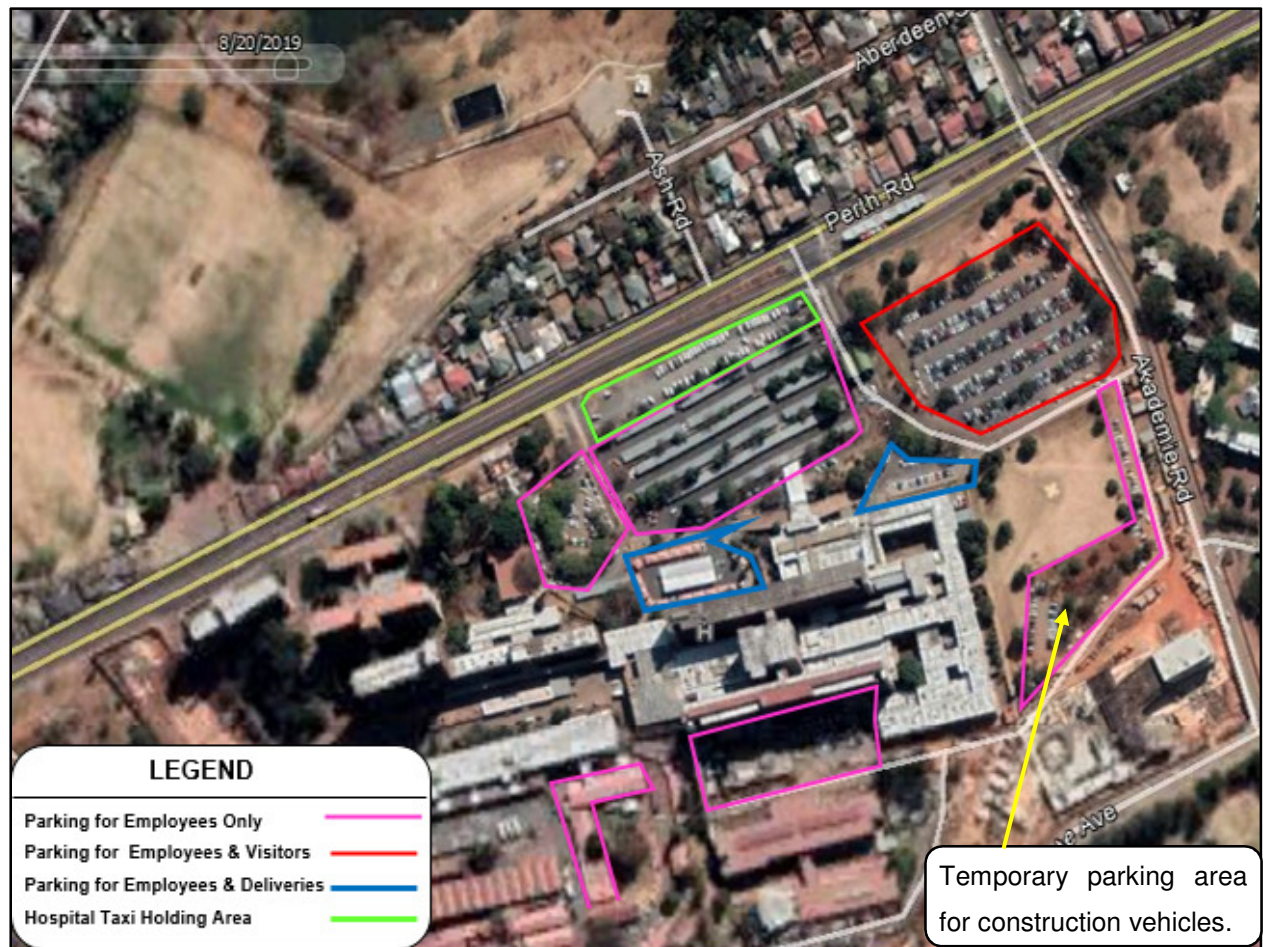 8/20/2019
Aberdeen S
Ash Rd
Perth Rd
Akademie Rd
H
Ave
LEGEND
Parking for Employees Only
Parking for Employees & Visitors
Parking for Employees & Deliveries
Hospital Taxi Holding Area
Temporary parking area
for construction vehicles.